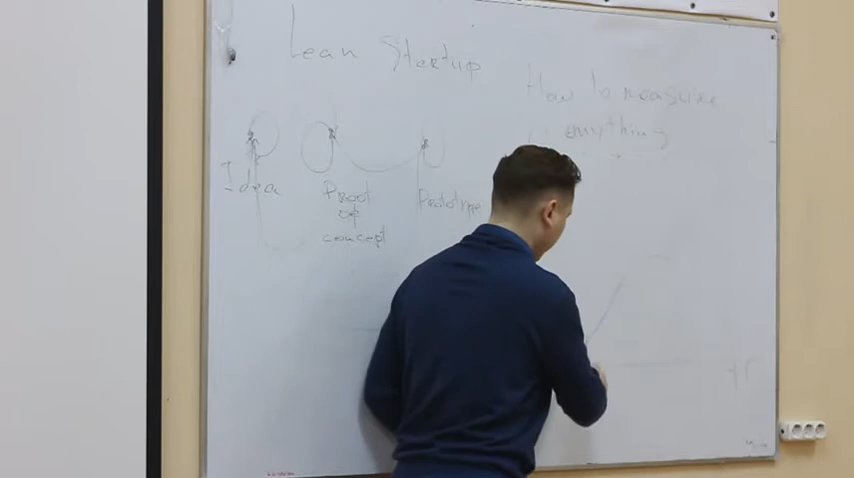 Lean Startup
How to measure
anything
Idea
Proof
of
concept
Prototype